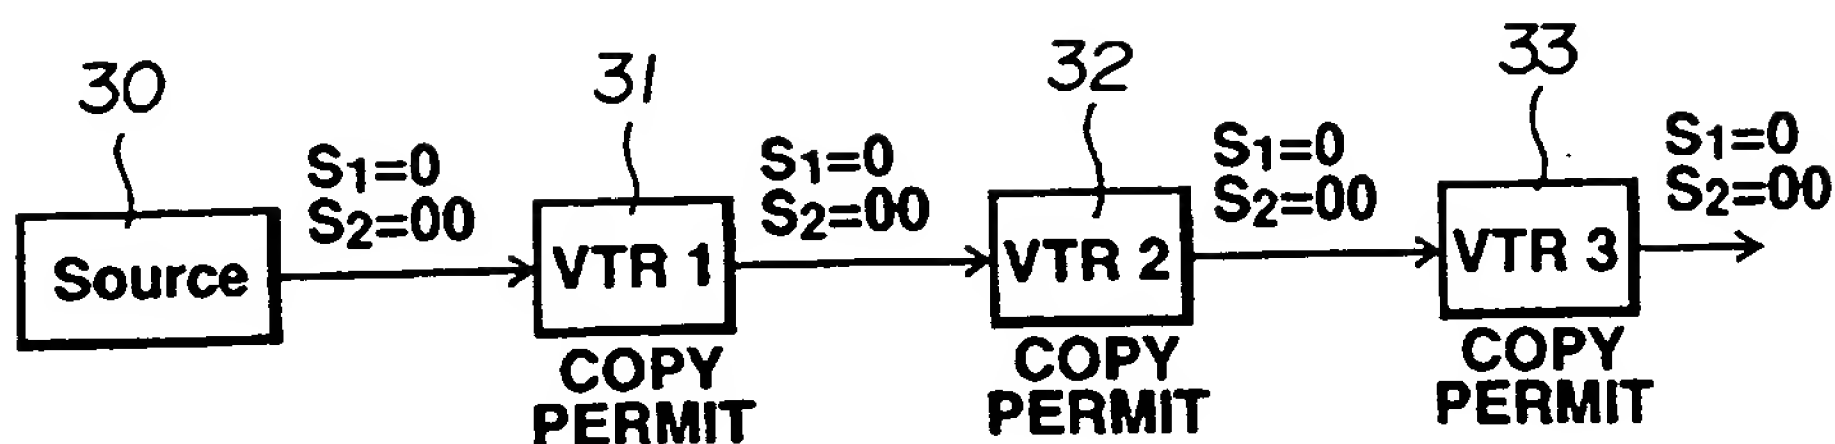 30
31
32
33
S1=0
S2=00
S1=0
S2=00
S1=0
S2=00
S1=0
S2=00
Source
VTR 1
VTR 2
VTR 3
COPY
PERMIT
COPY
PERMIT
COPY
PERMIT